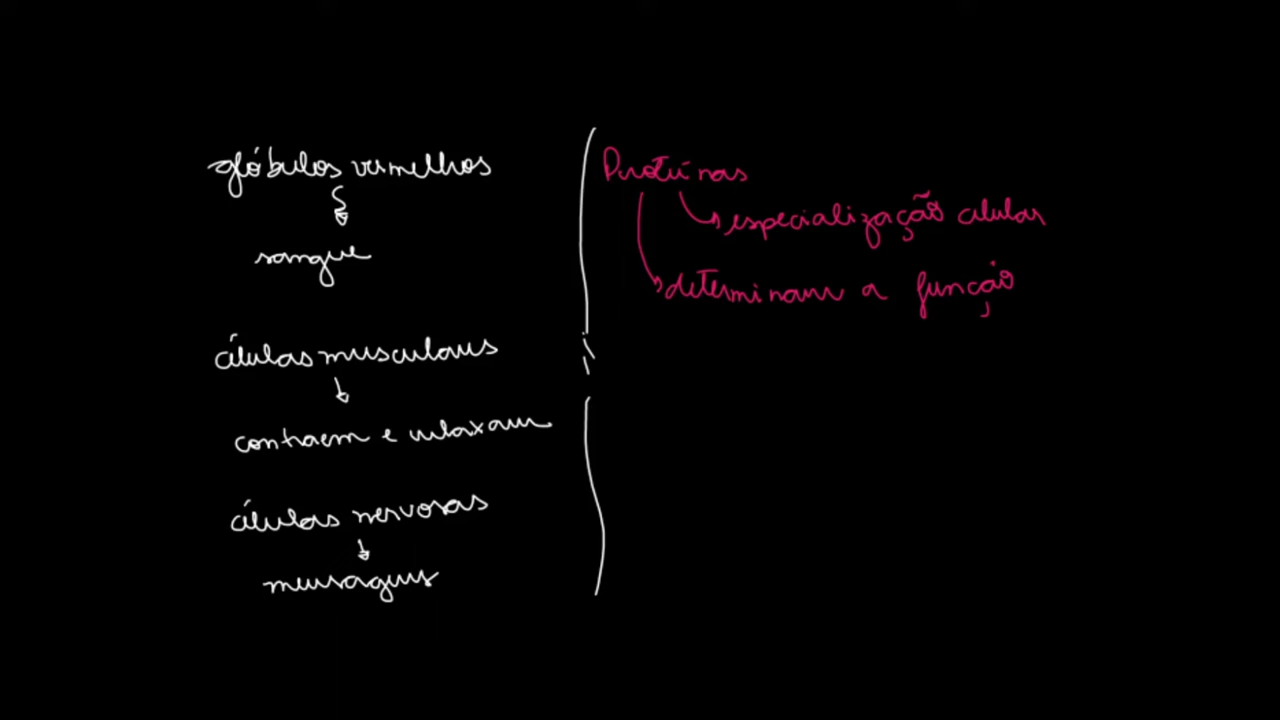 glóbulos vermelhos
sangue
células musculares
contraem e relaxam
células nervosas
mensagens
Proteínas
especialização celular
determinam a função